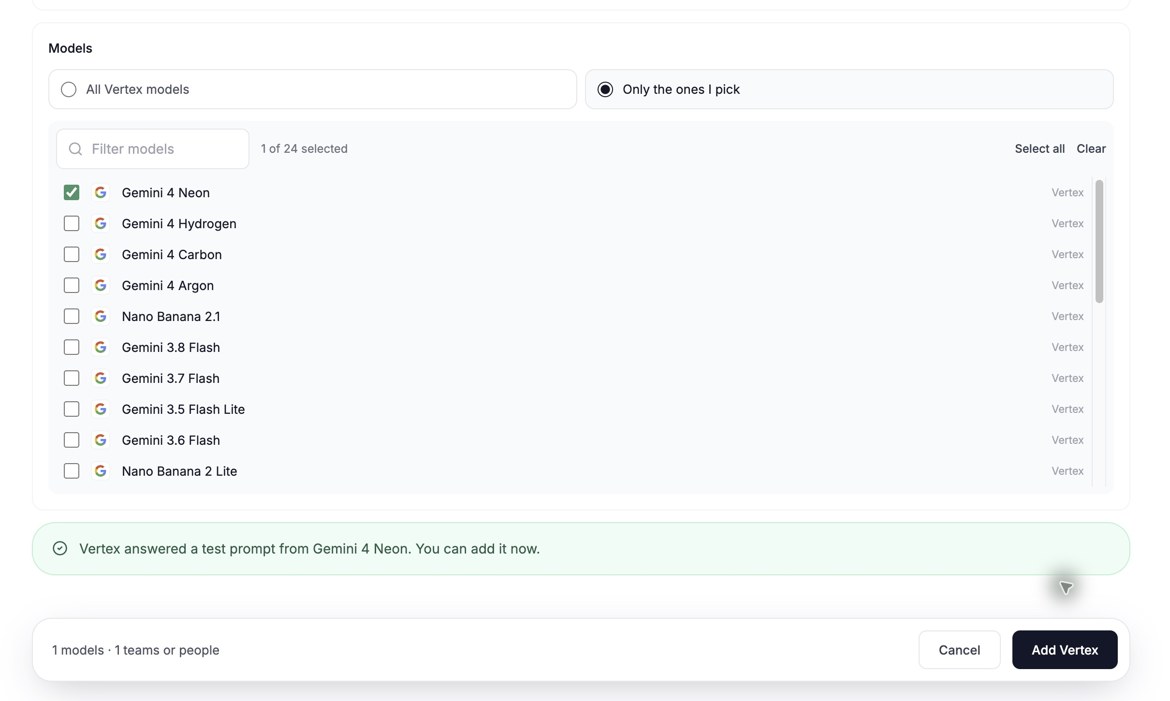 Models
All Vertex models
Only the ones I pick
Filter models
1 of 24 selected
Select all
Clear
Gemini 4 Neon
Vertex
Gemini 4 Hydrogen
Vertex
Gemini 4 Carbon
Vertex
Gemini 4 Argon
Vertex
Nano Banana 2.1
Vertex
Gemini 3.8 Flash
Vertex
Gemini 3.7 Flash
Vertex
Gemini 3.5 Flash Lite
Vertex
Gemini 3.6 Flash
Vertex
Nano Banana 2 Lite
Vertex
Vertex answered a test prompt from Gemini 4 Neon. You can add it now.
1 models · 1 teams or people
Cancel
Add Vertex